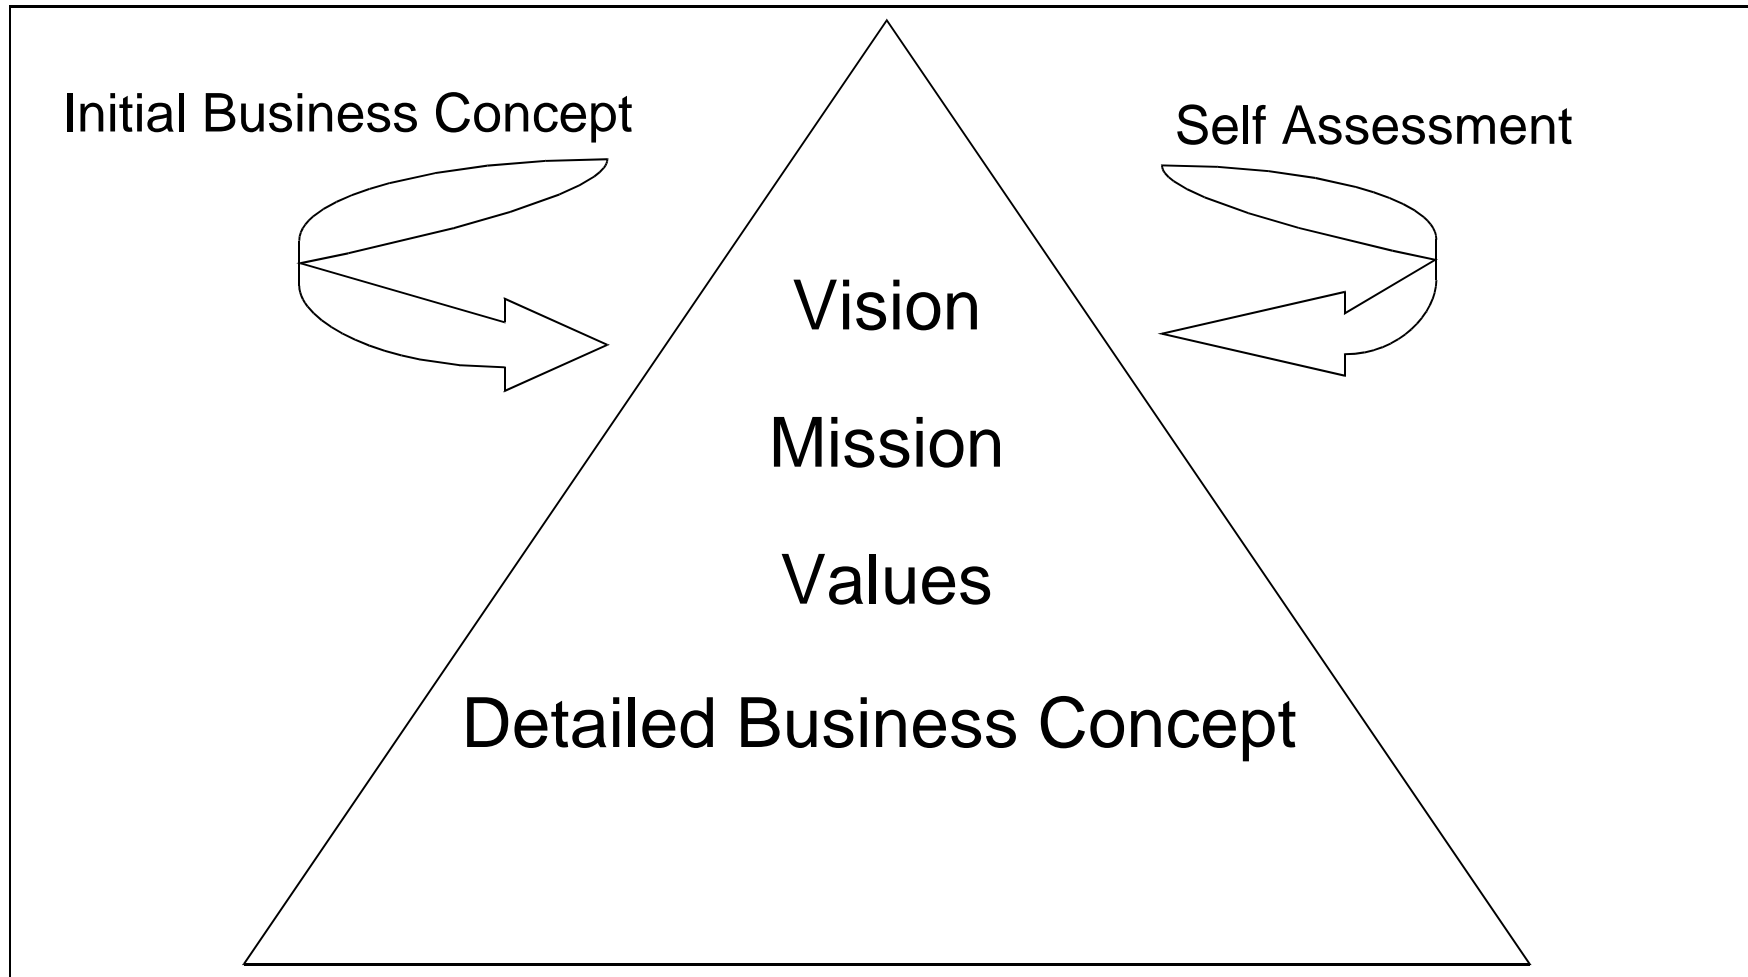 Initial Business Concept
Self Assessment
Vision
Mission
Values
Detailed Business Concept